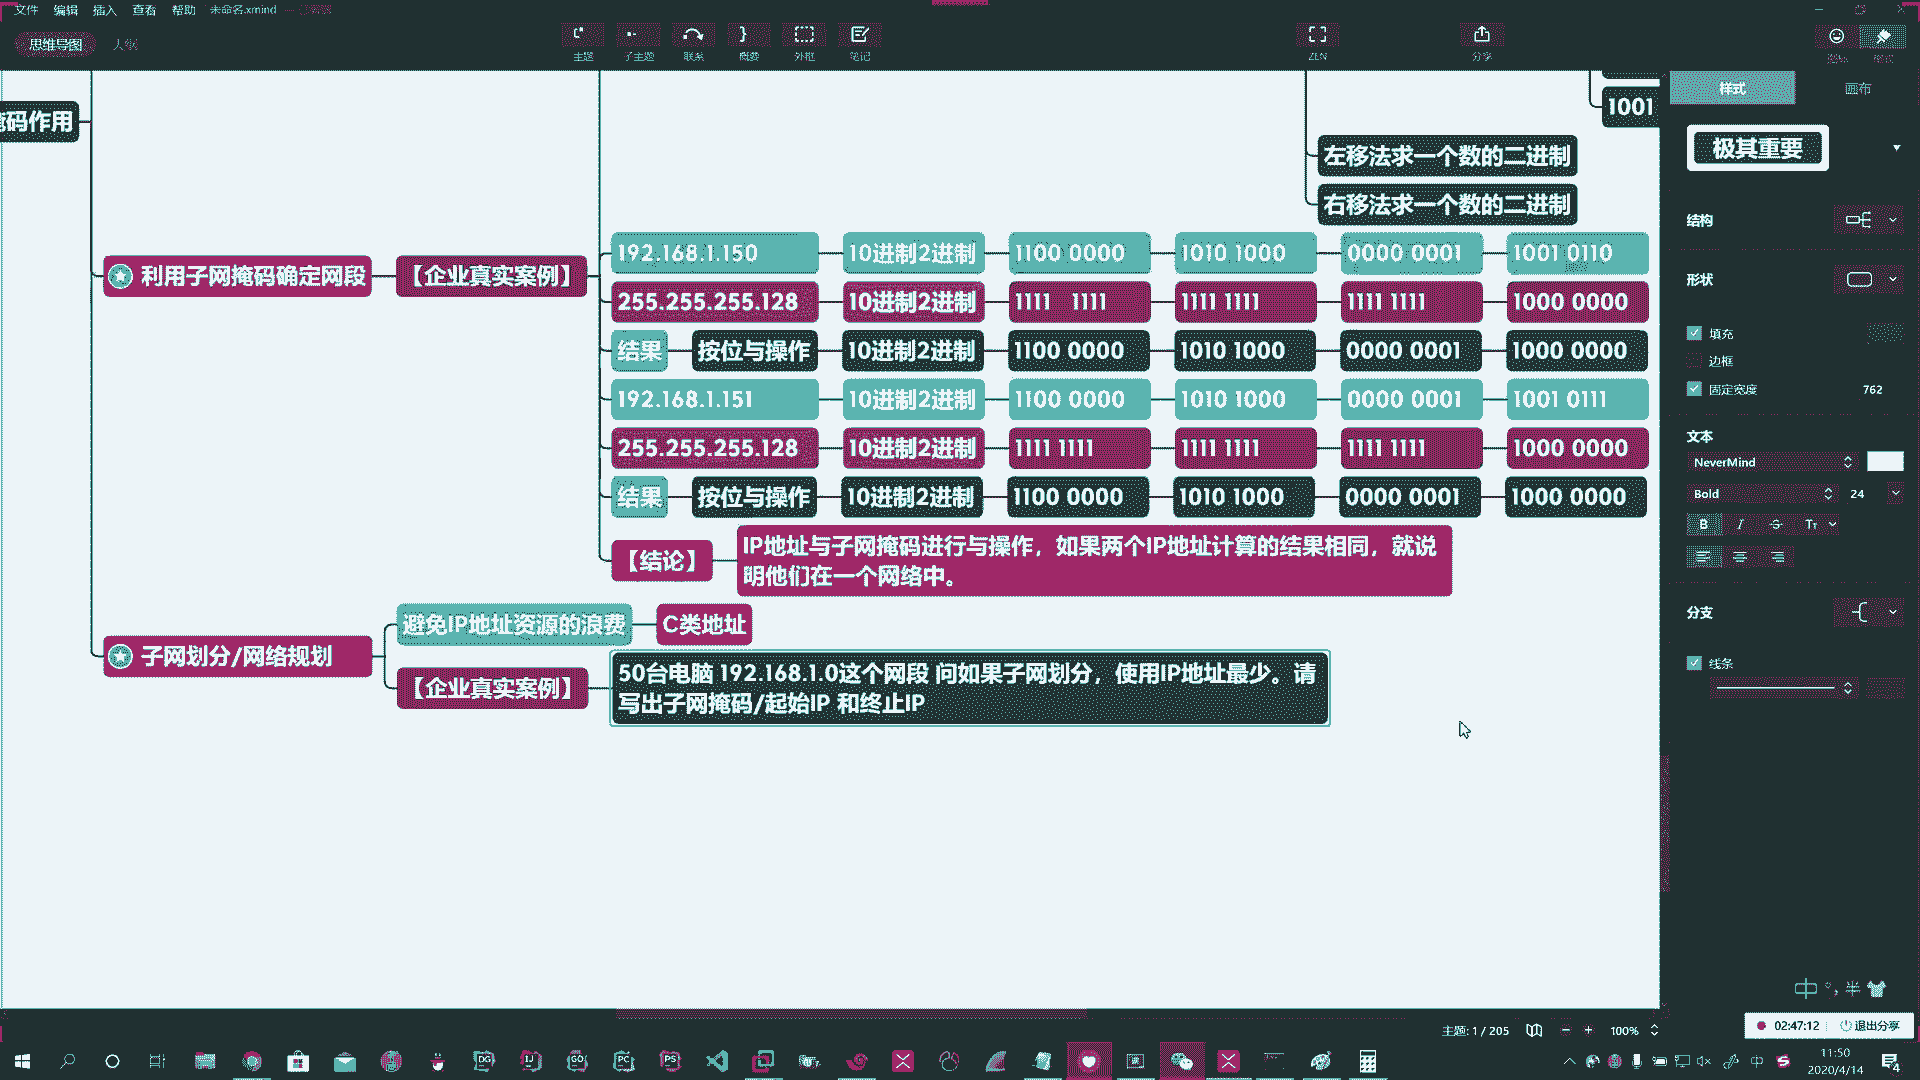 文件 编辑 插入 查看 帮助 未命名.xmind
思维导图 大纲
主题 子主题 联系 概要 外框 笔记 ZEN 分享
样式 画布
码作用
1001
极其重要
左移法求一个数的二进制
右移法求一个数的二进制
结构
192.168.1.150 10进制2进制 1100 0000 1010 1000 0000 0001 1001 0110
利用子网掩码确定网段 【企业真实案例】
形状
255.255.255.128 10进制2进制 1111 1111 1111 1111 1111 1111 1000 0000
填充
结果 按位与操作 10进制2进制 1100 0000 1010 1000 0000 0001 1000 0000
边框
固定宽度 762
192.168.1.151 10进制2进制 1100 0000 1010 1000 0000 0001 1001 0111
文本
255.255.255.128 10进制2进制 1111 1111 1111 1111 1111 1111 1000 0000
NeverMind
结果 按位与操作 10进制2进制 1100 0000 1010 1000 0000 0001 1000 0000
Bold 24
B I S Tт
【结论】 IP地址与子网掩码进行与操作，如果两个IP地址计算的结果相同，就说
明他们在一个网络中。
避免IP地址资源的浪费 C类地址
分支
子网划分/网络规划
线条
【企业真实案例】 50台电脑 192.168.1.0这个网段 问如果子网划分，使用IP地址最少。请
写出子网掩码/起始IP 和终止IP
中 °, 半
主题: 1 / 205 100%
02:47:12 退出分享
DG IJ GO PC PS
中
11:50
2020/4/14